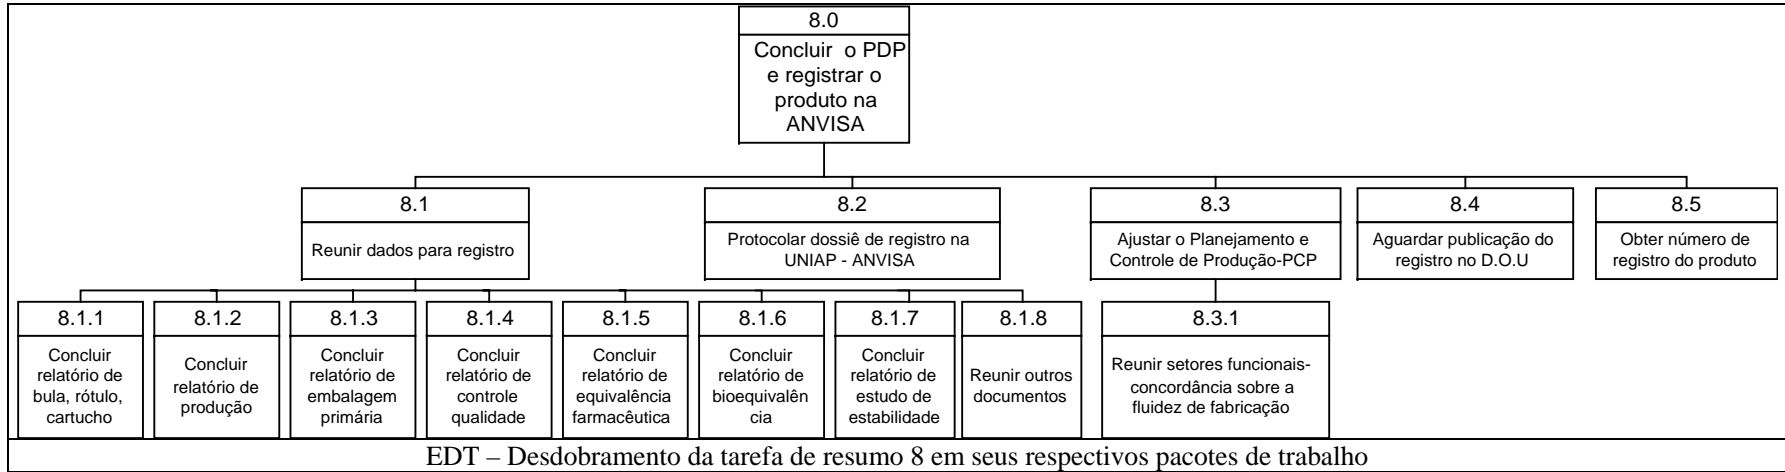 8.0
Concluir o PDP
e registrar o
produto na
ANVISA
8.1
Reunir dados para registro
8.2
Protocolar dossiê de registro na
UNIAP - ANVISA
8.3
Ajustar o Planejamento e
Controle de Produção-PCP
8.4
Aguardar publicação do
registro no D.O.U
8.5
Obter número de
registro do produto
8.1.1
Concluir
relatório de
bula, rótulo,
cartucho
8.1.2
Concluir
relatório de
produção
8.1.3
Concluir
relatório de
embalagem
primária
8.1.4
Concluir
relatório de
controle
qualidade
8.1.5
Concluir
relatório de
equivalência
farmacêutica
8.1.6
Concluir
relatório de
bioequivalên
cia
8.1.7
Concluir
relatório de
estudo de
estabilidade
8.1.8
Reunir outros
documentos
8.3.1
Reunir setores funcionais-
concordância sobre a
fluidez de fabricação
EDT – Desdobramento da tarefa de resumo 8 em seus respectivos pacotes de trabalho